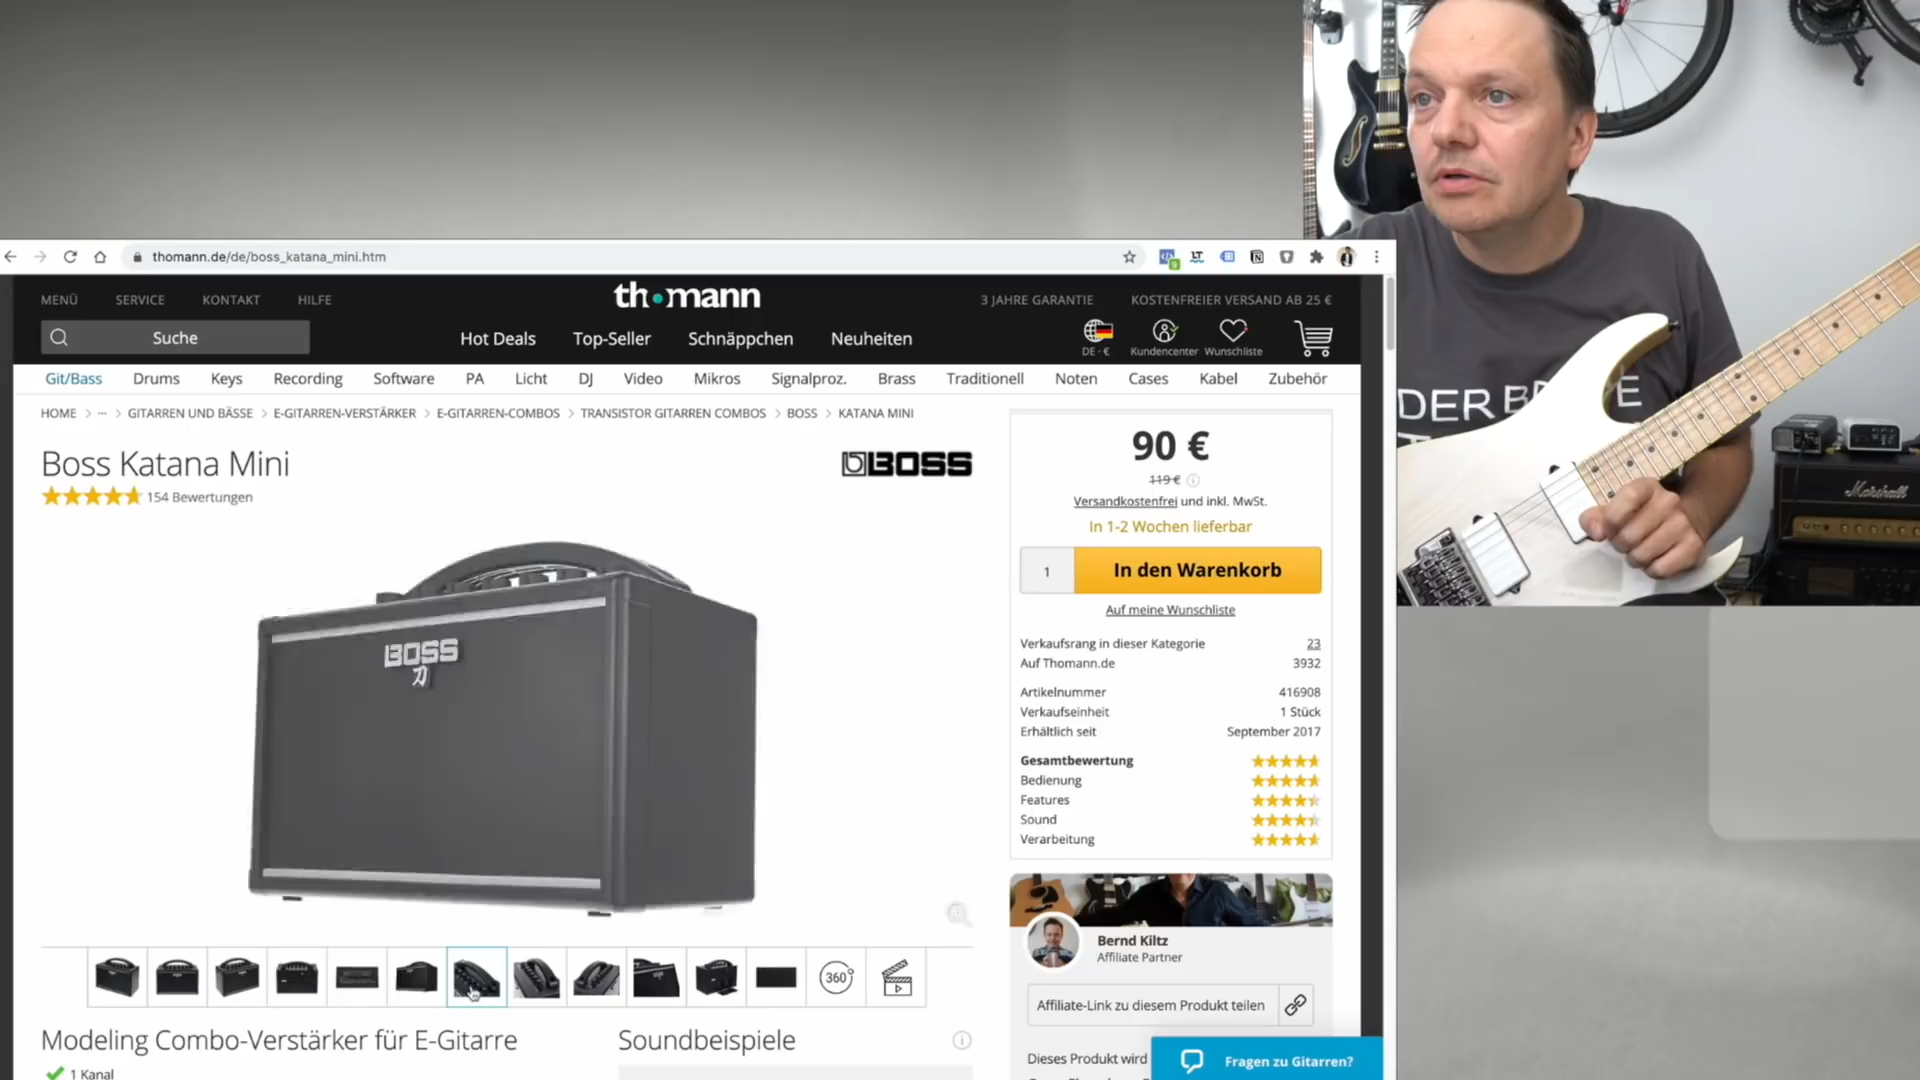 thomann.de/de/boss_katana_mini.htm
MENÜ SERVICE KONTAKT HILFE
th•mann
3 JAHRE GARANTIE KOSTENFREIER VERSAND AB 25 €
Suche
Hot Deals Top-Seller Schnäppchen Neuheiten
DE · € Kundencenter Wunschliste
Git/Bass Drums Keys Recording Software PA Licht DJ Video Mikros Signalproz. Brass Traditionell Noten Cases Kabel Zubehör
HOME > ... > GITARREN UND BÄSSE > E-GITARREN-VERSTÄRKER > E-GITARREN-COMBOS > TRANSISTOR GITARREN COMBOS > BOSS > KATANA MINI
Boss Katana Mini
BOSS
154 Bewertungen
BOSS
刀
90 €
119 €
Versandkostenfrei und inkl. MwSt.
In 1-2 Wochen lieferbar
1 In den Warenkorb
Auf meine Wunschliste
Verkaufsrang in dieser Kategorie 23
Auf Thomann.de 3932
Artikelnummer 416908
Verkaufseinheit 1 Stück
Erhältlich seit September 2017
Gesamtbewertung
Bedienung
Features
Sound
Verarbeitung
Bernd Kiltz
Affiliate Partner
Affiliate-Link zu diesem Produkt teilen
Dieses Produkt wird
Fragen zu Gitarren?
360°
Modeling Combo-Verstärker für E-Gitarre
Soundbeispiele
1 Kanal
DER
Marshall